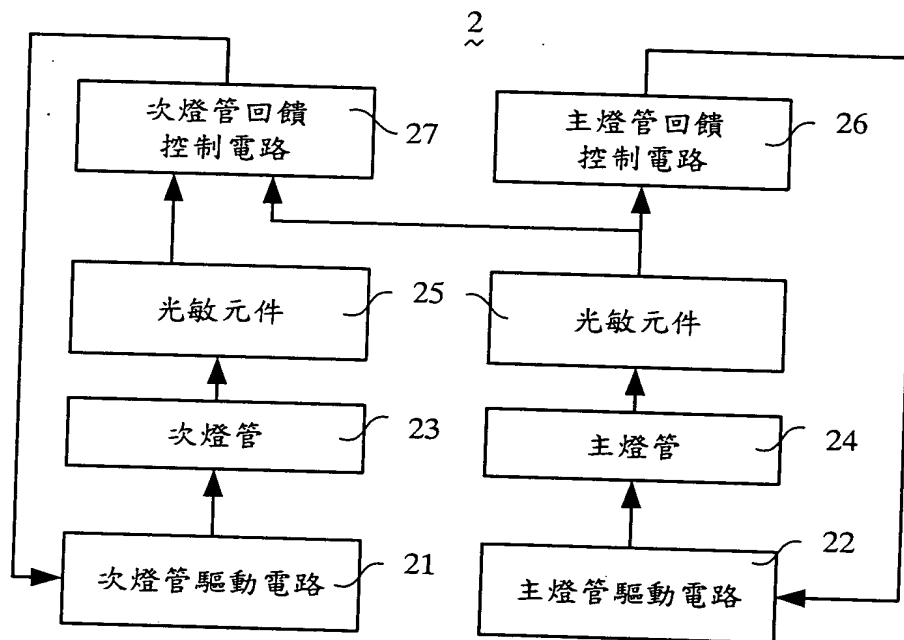 2
次燈管回饋
控制電路
27
主燈管回饋
控制電路
26
光敏元件
25
光敏元件
次燈管
23
主燈管
24
次燈管驅動電路
21
主燈管驅動電路
22